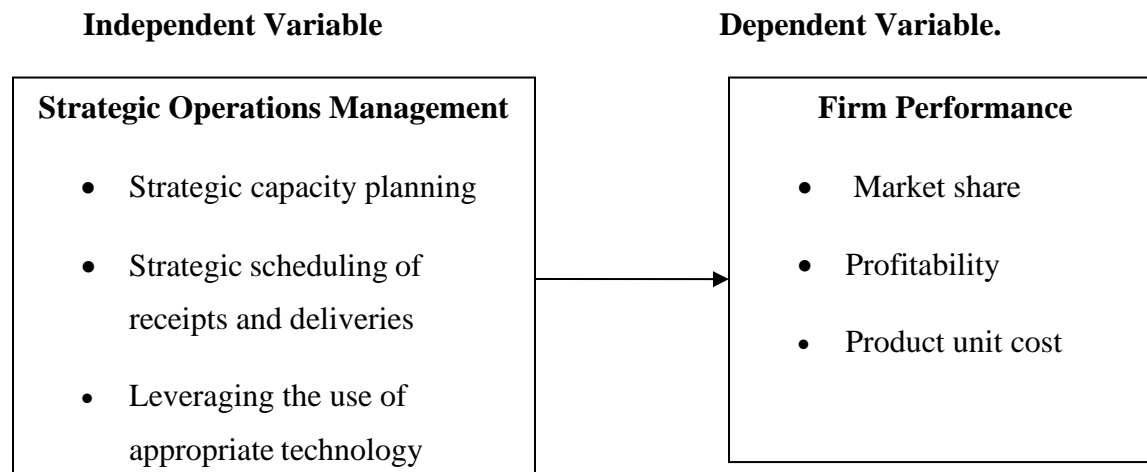 Independent Variable
Dependent Variable.
Strategic Operations Management
• Strategic capacity planning
• Strategic scheduling of
receipts and deliveries
• Leveraging the use of
appropriate technology
Firm Performance
• Market share
• Profitability
• Product unit cost